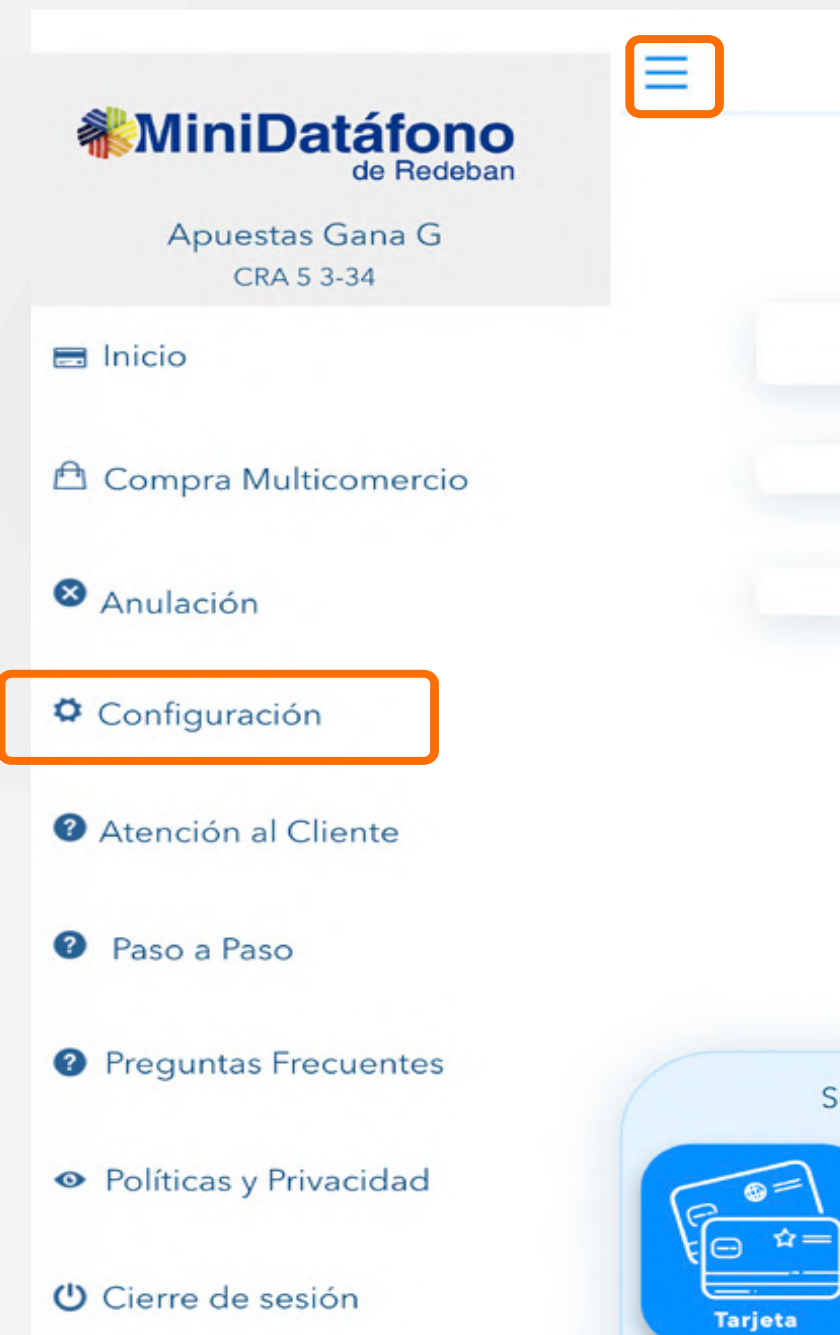 MiniDatáfono
de Redeban
Apuestas Gana G
CRA 5 3-34
Inicio
Compra Multicomercio
Anulación
Configuración
Atención al Cliente
Paso a Paso
Preguntas Frecuentes
Políticas y Privacidad
Cierre de sesión
S
Tarjeta